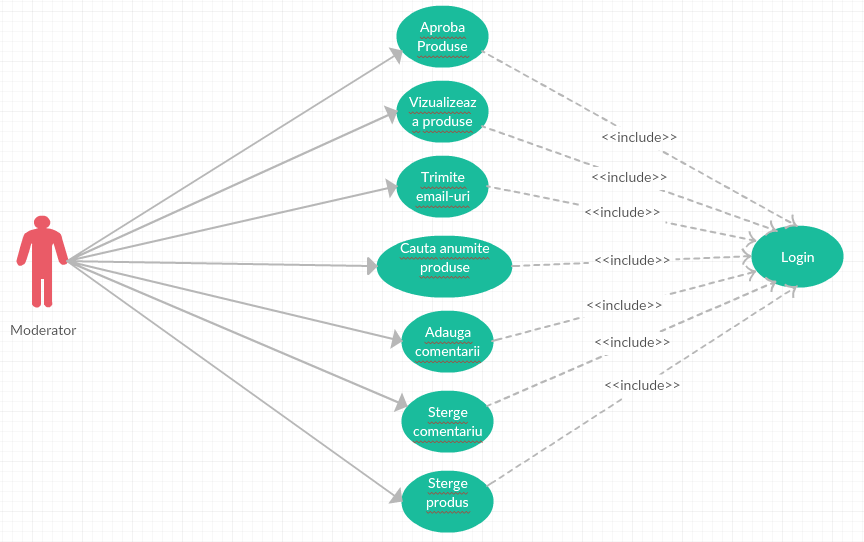 Aproba
Produse
Vizualizeaz
a produse
Trimite
email-uri
Cauta anumite
produse
Adauga
comentarii
Sterge
comentariu
Sterge
produs
Moderator
<<include>>
<<include>>
<<include>>
<<include>>
<<include>>
<<include>>
<<include>>
Login